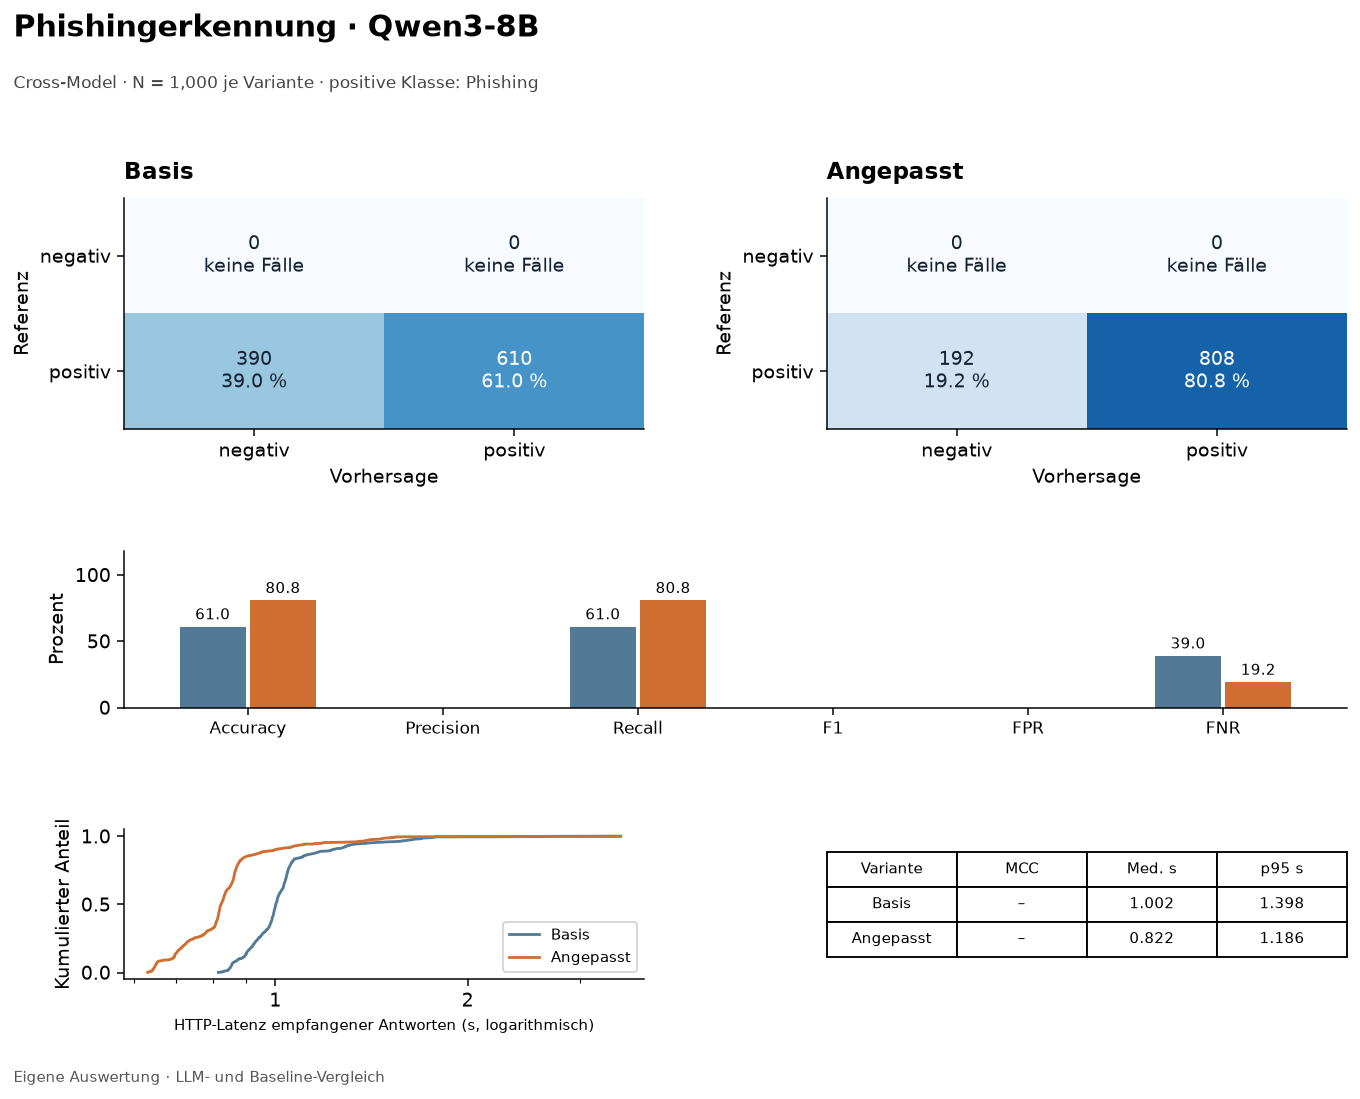 Phishingerkennung · Qwen3-8B
Cross-Model · N = 1,000 je Variante · positive Klasse: Phishing
Basis
Referenz
negativ
0
keine Fälle
0
keine Fälle
positiv
390
39.0 %
610
61.0 %
negativ
positiv
Vorhersage
Angepasst
Referenz
negativ
0
keine Fälle
0
keine Fälle
positiv
192
19.2 %
808
80.8 %
negativ
positiv
Vorhersage
Prozent
100
50
0
61.0
80.8
61.0
80.8
39.0
19.2
Accuracy
Precision
Recall
F1
FPR
FNR
Kumulierter Anteil
1.0
0.5
0.0
Basis
Angepasst
1
2
HTTP-Latenz empfangener Antworten (s, logarithmisch)
Variante MCC Med. s p95 s
Basis – 1.002 1.398
Angepasst – 0.822 1.186
Eigene Auswertung · LLM- und Baseline-Vergleich